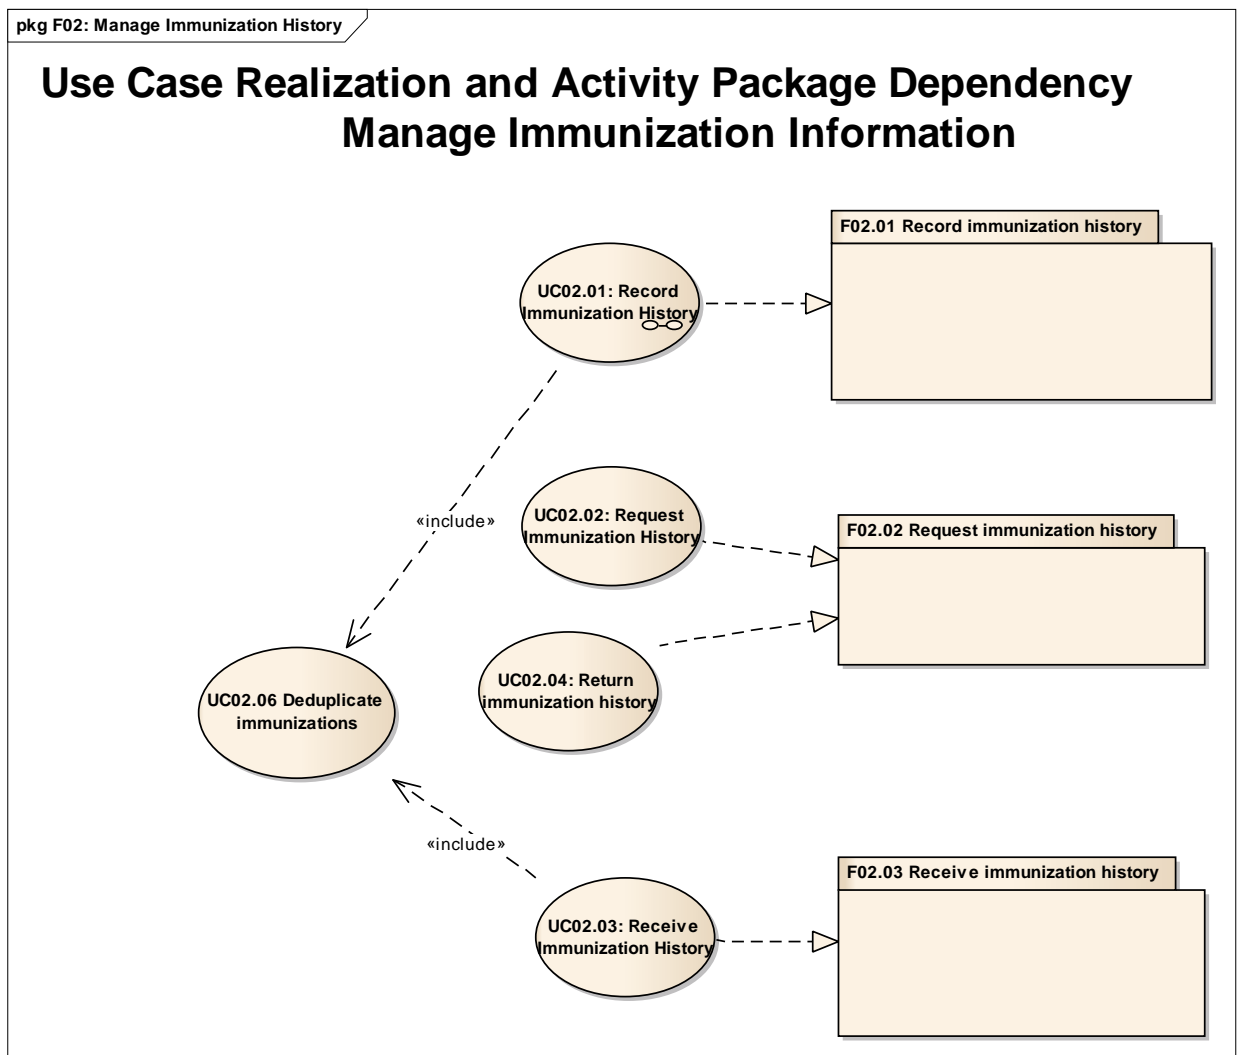 pkg F02: Manage Immunization History
Use Case Realization and Activity Package Dependency
Manage Immunization Information
F02.01 Record immunization history
UC02.01: Record
Immunization History
«include»
UC02.02: Request
Immunization History
F02.02 Request immunization history
UC02.04: Return
immunization history
UC02.06 Deduplicate
immunizations
«include»
F02.03 Receive immunization history
UC02.03: Receive
Immunization History